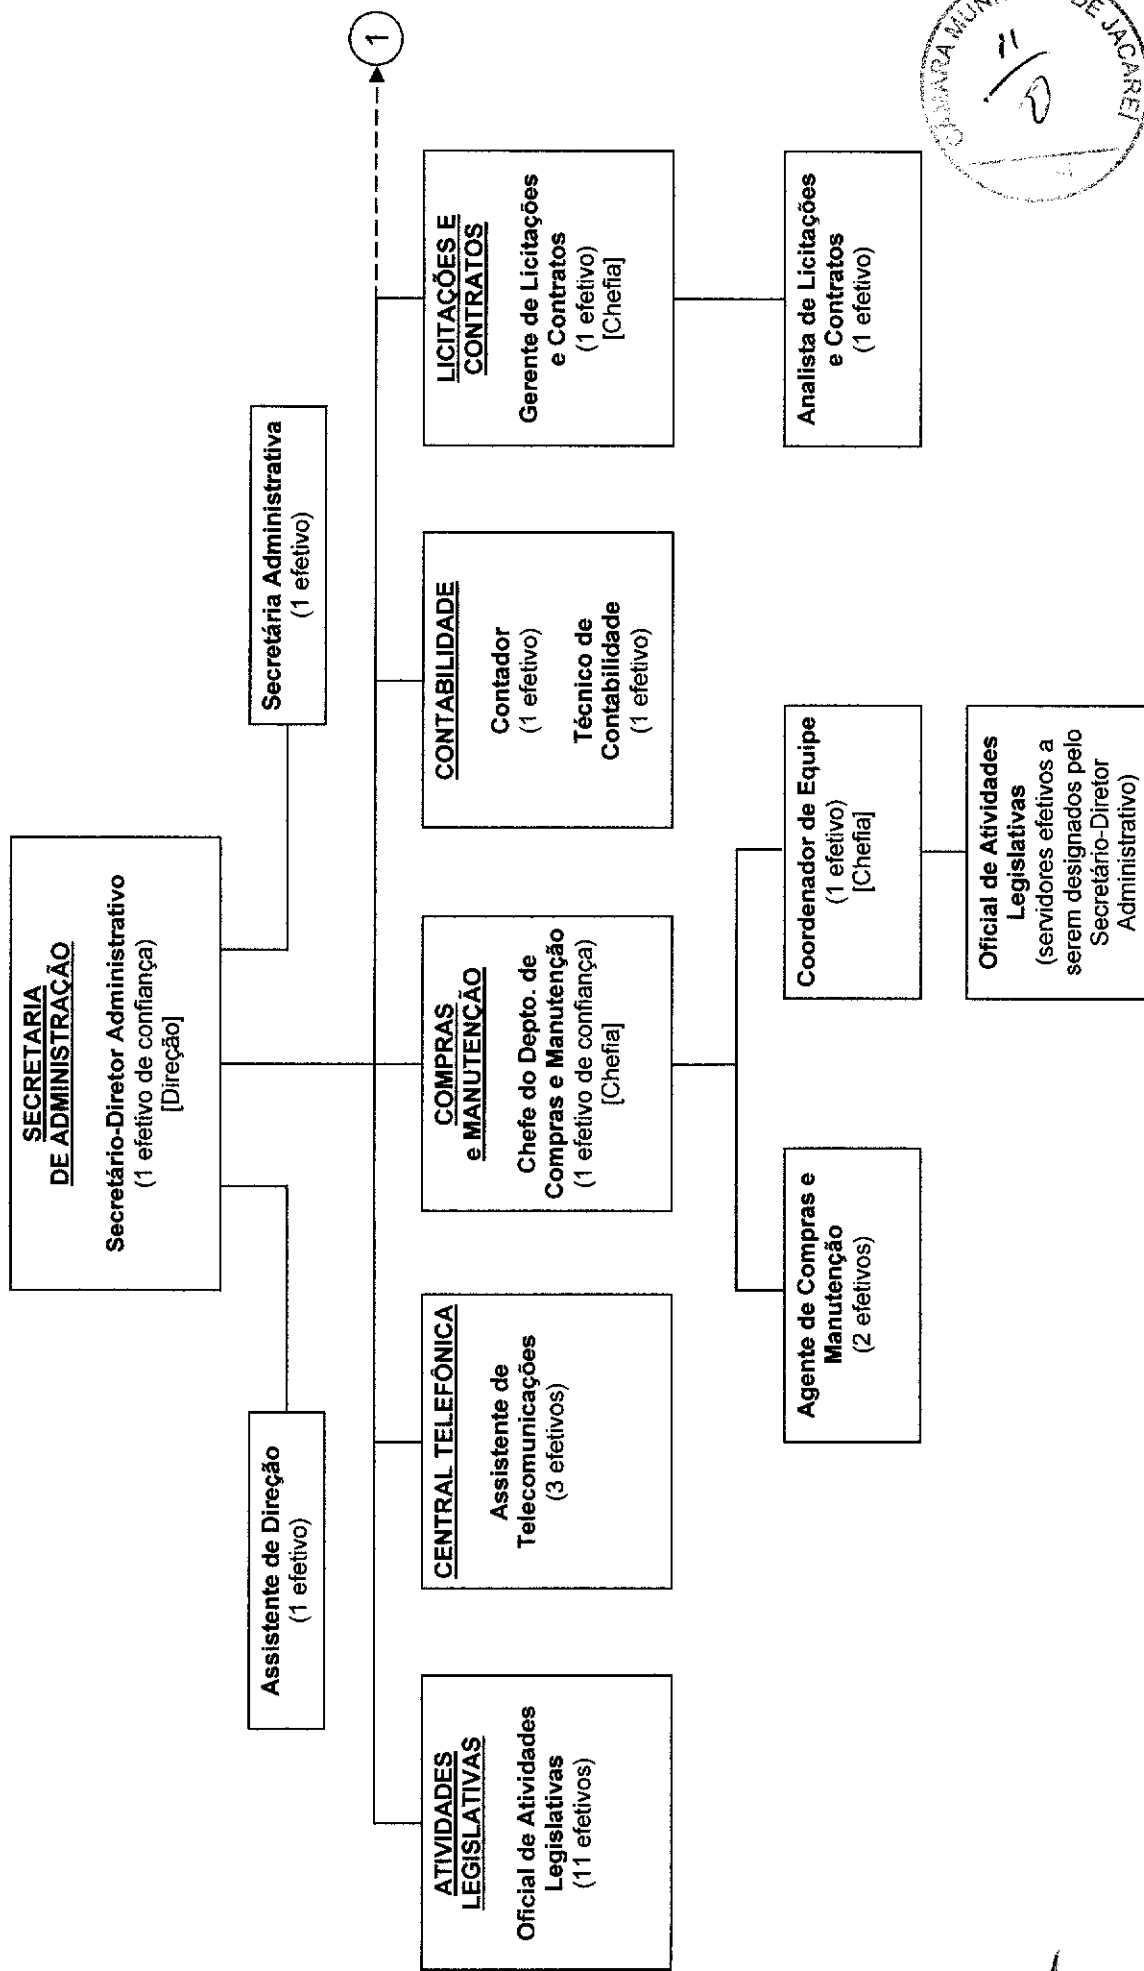 SECRETARIA
DE ADMINISTRAÇÃO
Secretário-Diretor Administrativo
(1 efetivo de confiança)
[Direção]
Assistente de Direção
(1 efetivo)
Secretária Administrativa
(1 efetivo)
1
ATIVIDADES
LEGISLATIVAS
Oficial de Atividades
Legislativas
(11 efetivos)
CENTRAL TELEFÔNICA
Assistente de
Telecomunicações
(3 efetivos)
COMPRAS
e MANUTENÇÃO
Chefe do Depto. de
Compras e Manutenção
(1 efetivo de confiança)
[Chefia]
CONTABILIDADE
Contador
(1 efetivo)
Técnico de
Contabilidade
(1 efetivo)
LICITAÇÕES E
CONTRATOS
Gerente de Licitações
e Contratos
(1 efetivo)
[Chefia]
Agente de Compras e
Manutenção
(2 efetivos)
Coordenador de Equipe
(1 efetivo)
[Chefia]
Analista de Licitações
e Contratos
(1 efetivo)
Oficial de Atividades
Legislativas
(servidores efetivos a
serem designados pelo
Secretário-Diretor
Administrativo)
DE JACAREÍ